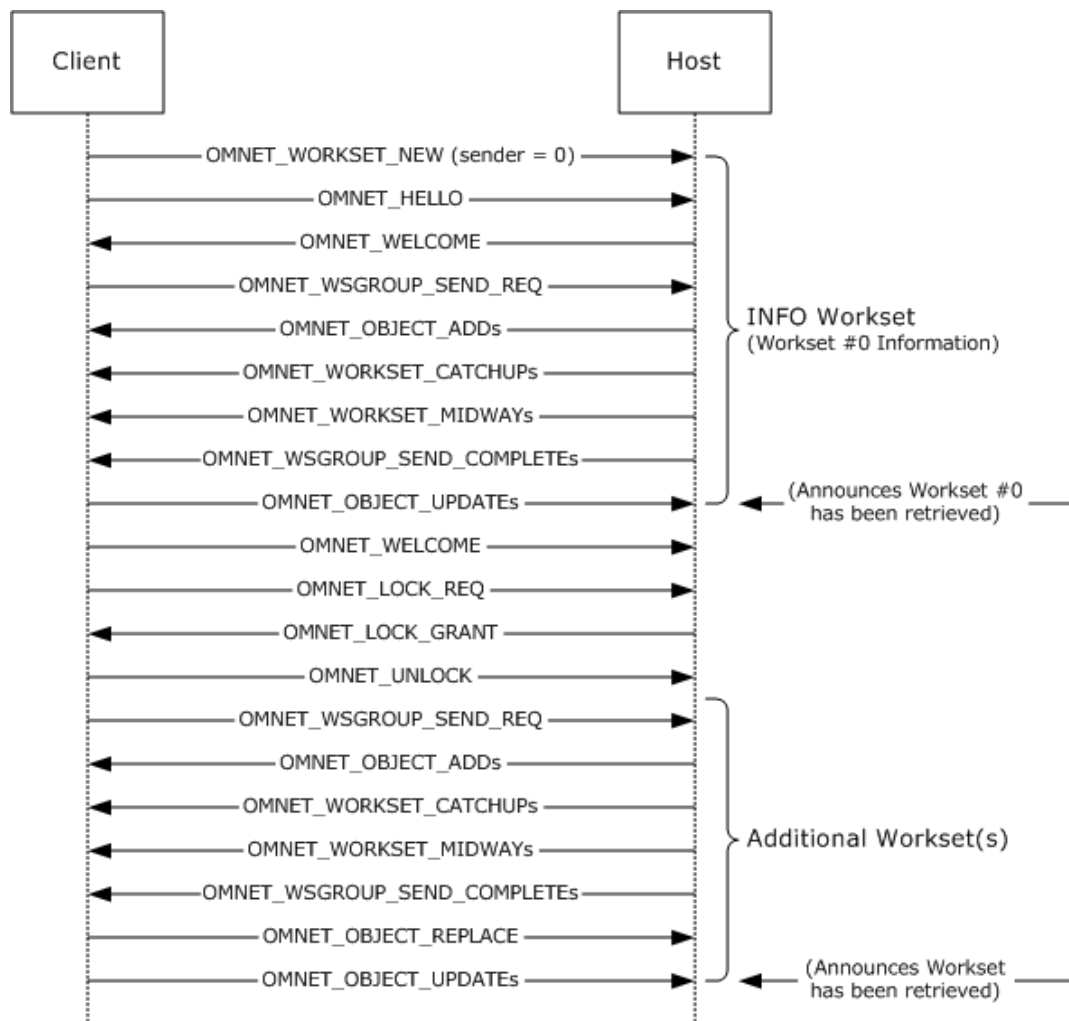 Client
Host
OMNET_WORKSET_NEW (sender = 0)
OMNET_HELLO
OMNET_WELCOME
OMNET_WSGROUP_SEND_REQ
OMNET_OBJECT_ADDs
OMNET_WORKSET_CATCHUPs
OMNET_WORKSET_MIDWAYs
OMNET_WSGROUP_SEND_COMPLETEs
OMNET_OBJECT_UPDATEs
INFO Workset
(Workset #0 Information)
(Announces Workset #0
has been retrieved)
OMNET_WELCOME
OMNET_LOCK_REQ
OMNET_LOCK_GRANT
OMNET_UNLOCK
OMNET_WSGROUP_SEND_REQ
OMNET_OBJECT_ADDs
OMNET_WORKSET_CATCHUPs
OMNET_WORKSET_MIDWAYs
OMNET_WSGROUP_SEND_COMPLETEs
OMNET_OBJECT_REPLACE
OMNET_OBJECT_UPDATEs
Additional Workset(s)
(Announces Workset
has been retrieved)